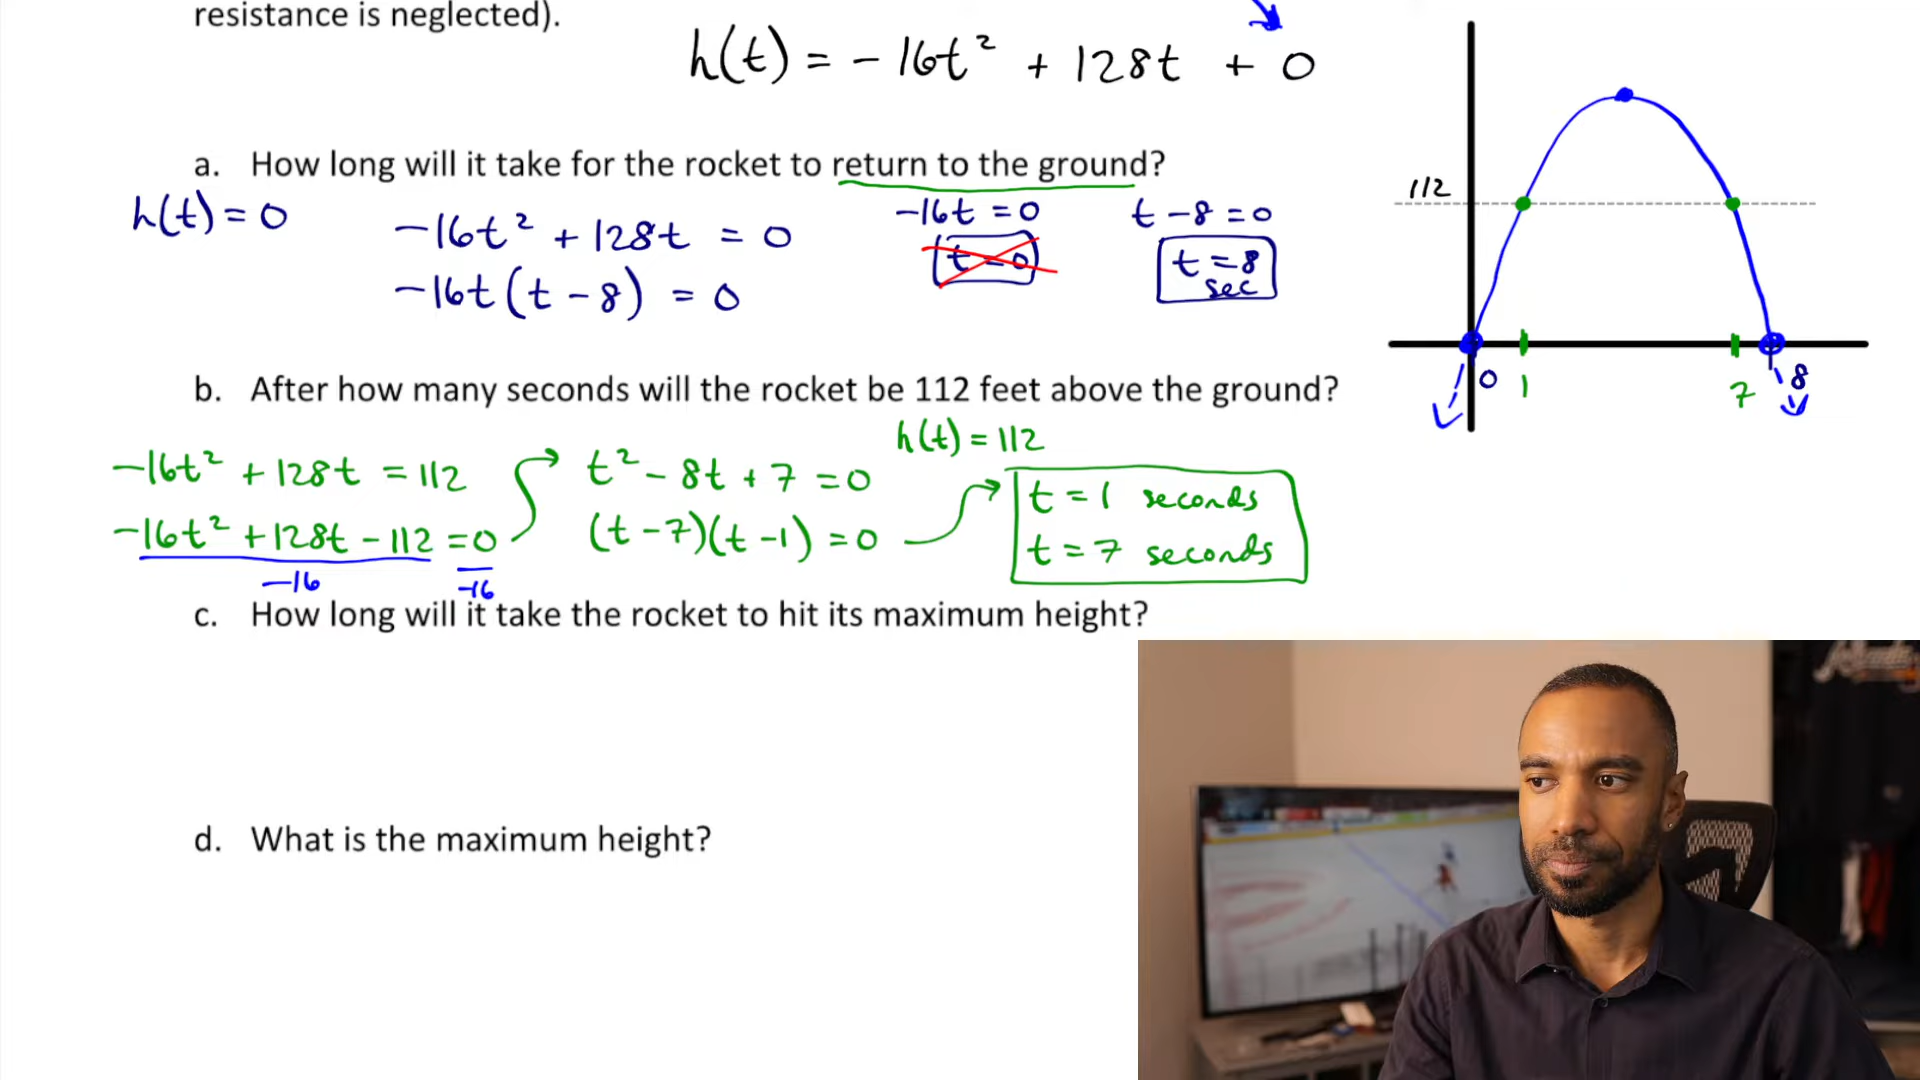 resistance is neglected).
h(t) = -16t² + 128t + 0
a. How long will it take for the rocket to return to the ground?
h(t) = 0
-16t² + 128t = 0
-16t(t - 8) = 0
-16t = 0
t = 0
t - 8 = 0
t = 8
sec
b. After how many seconds will the rocket be 112 feet above the ground?
h(t) = 112
-16t² + 128t = 112
-16t² + 128t - 112 = 0
-16
-16
t² - 8t + 7 = 0
(t - 7)(t - 1) = 0
t = 1 seconds
t = 7 seconds
c. How long will it take the rocket to hit its maximum height?
d. What is the maximum height?
112
0 1 7 8